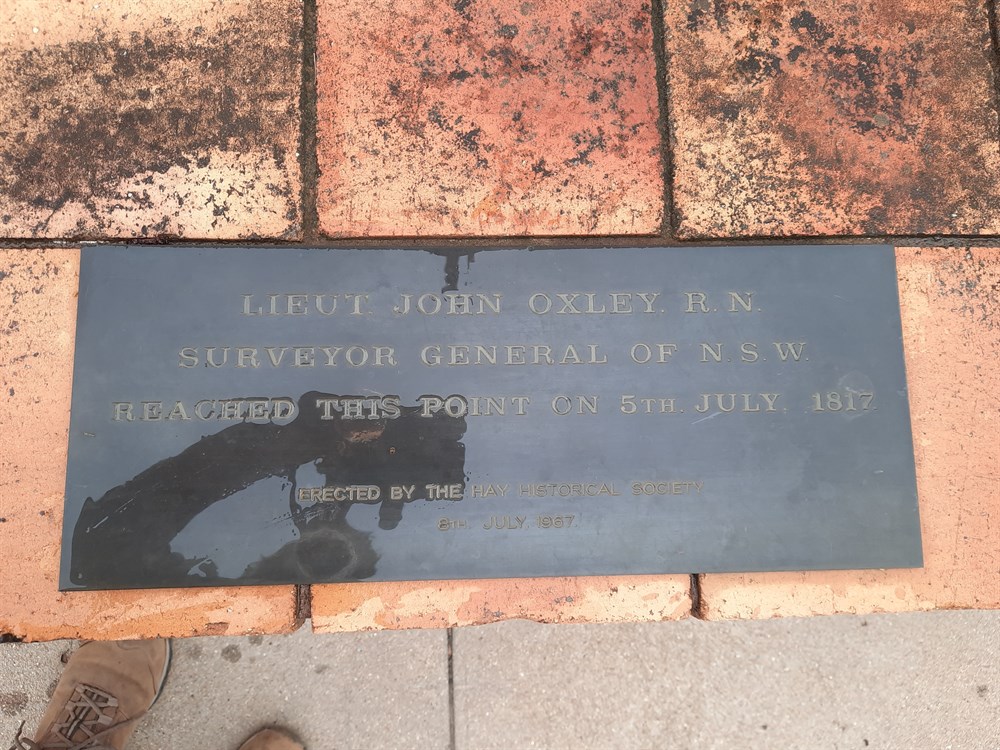 LIEUT. JOHN OXLEY. R.N.
SURVEYOR GENERAL OF N.S.W.
REACHED THIS POINT ON 5TH. JULY, 1817
ERECTED BY THE HAY HISTORICAL SOCIETY
8TH. JULY, 1967.